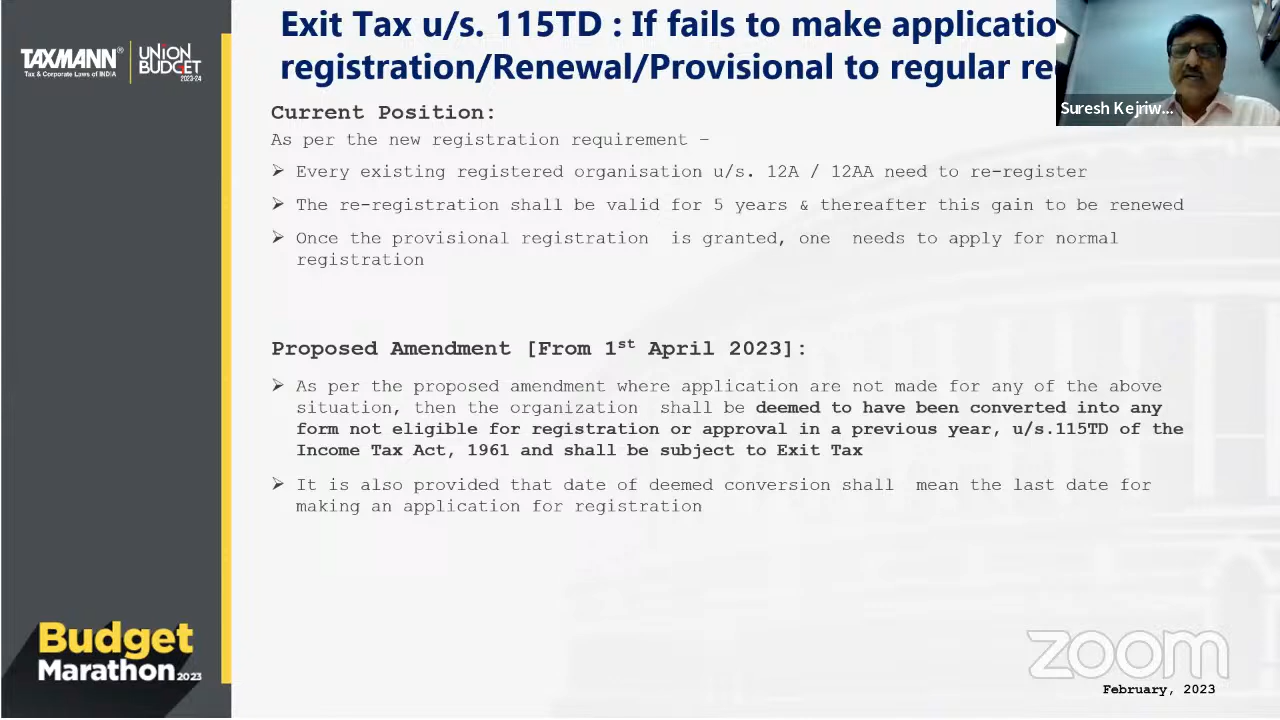 TAXMANN®
Tax & Corporate Laws of INDIA
UNION
BUDGET
2023-24
Exit Tax u/s. 115TD : If fails to make applicatio
registration/Renewal/Provisional to regular re
Suresh Kejriw...
Current Position:
As per the new registration requirement –
➢ Every existing registered organisation u/s. 12A / 12AA need to re-register
➢ The re-registration shall be valid for 5 years & thereafter this gain to be renewed
➢ Once the provisional registration is granted, one needs to apply for normal
registration
Proposed Amendment [From 1st April 2023]:
➢ As per the proposed amendment where application are not made for any of the above
situation, then the organization shall be deemed to have been converted into any
form not eligible for registration or approval in a previous year, u/s.115TD of the
Income Tax Act, 1961 and shall be subject to Exit Tax
➢ It is also provided that date of deemed conversion shall mean the last date for
making an application for registration
Budget
Marathon 2023
zoom
February, 2023